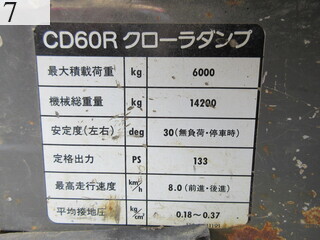 7
CD60R クローラダンプ
最大積載荷重 kg 6000
機械総重量 kg 14200
安定度(左右) deg 30(無負荷・停車時)
定格出力 PS 133
最高走行速度 km/h 8.0(前進・後進)
平均接地圧 kg/cm² 0.18~0.37